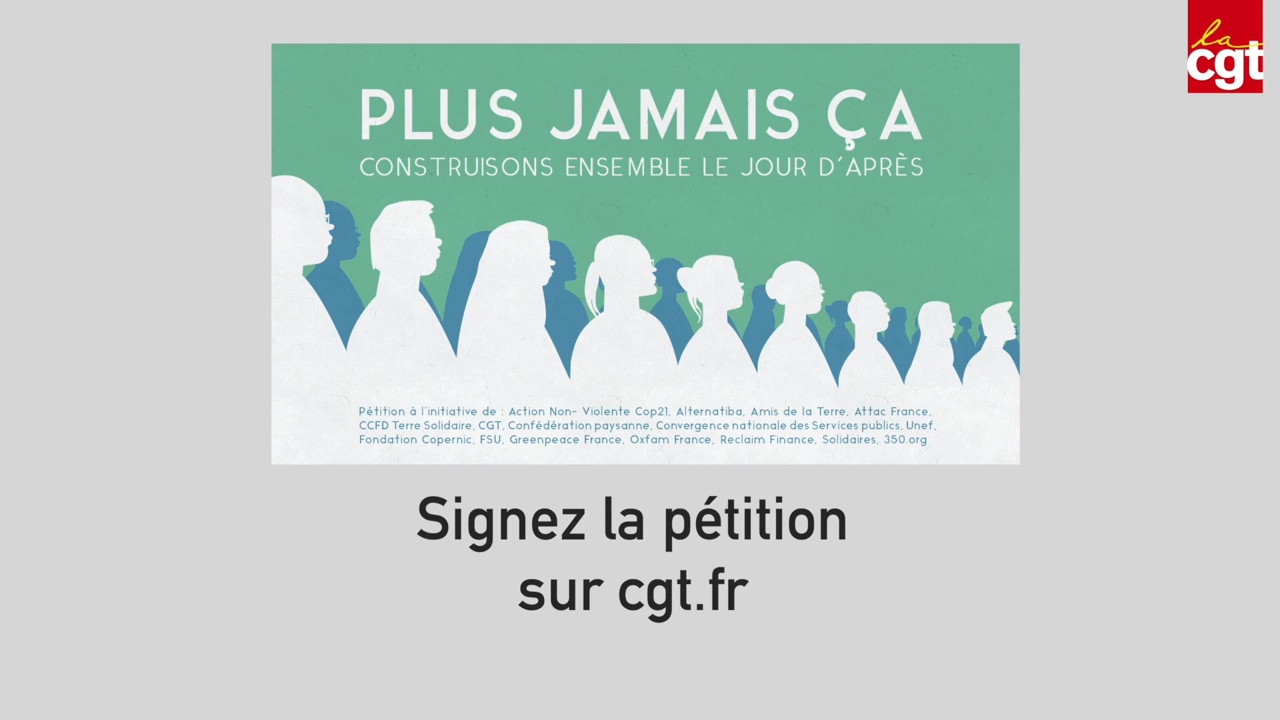 la
cgt
PLUS JAMAIS ÇA
CONSTRUISONS ENSEMBLE LE JOUR D'APRÈS
Pétition à l'initiative de : Action Non- Violente Cop21, Alternatiba, Amis de la Terre, Attac France,
CCFD Terre Solidaire, CGT, Confédération paysanne, Convergence nationale des Services publics, Unef,
Fondation Copernic, FSU, Greenpeace France, Oxfam France, Reclaim Finance, Solidaires, 350.org
Signez la pétition
sur cgt.fr